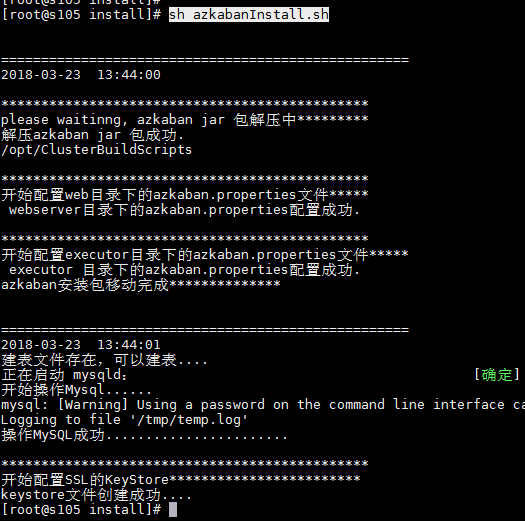 [root@s105 install]#
[root@s105 install]# sh azkabanInstall.sh
===================================================
2018-03-23  13:44:00
**********************************************
please waitinng, azkaban jar 包解压中*********
解压azkaban jar 包成功.
/opt/ClusterBuildScripts
**********************************************
开始配置web目录下的azkaban.properties文件*****
 webserver目录下的azkaban.properties配置成功.
**********************************************
开始配置executor目录下的azkaban.properties文件*****
 executor 目录下的azkaban.properties配置成功.
azkaban安装包移动完成**************
===================================================
2018-03-23  13:44:01
建表文件存在，可以建表....
正在启动 mysqld：                                           [确定]
开始操作Mysql......
mysql: [Warning] Using a password on the command line interface ca
Logging to file '/tmp/temp.log'
操作MySQL成功.......................
**********************************************
开始配置SSL的KeyStore************************
keystore文件创建成功....
[root@s105 install]#